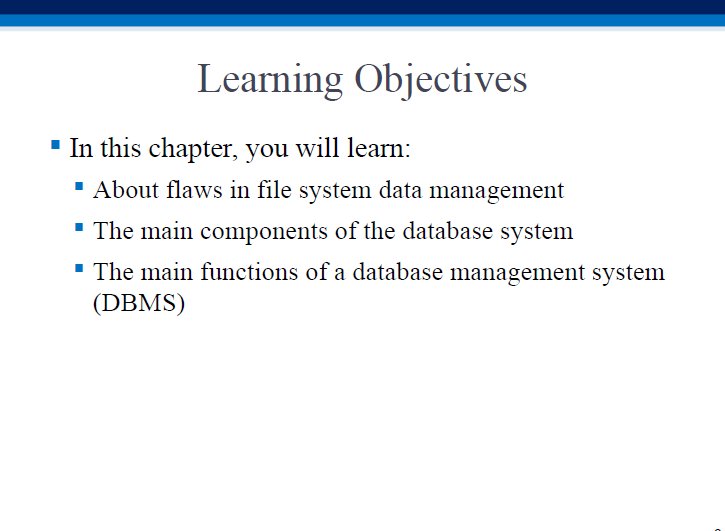 Learning Objectives
In this chapter, you will learn:
About flaws in file system data management
The main components of the database system
The main functions of a database management system
(DBMS)